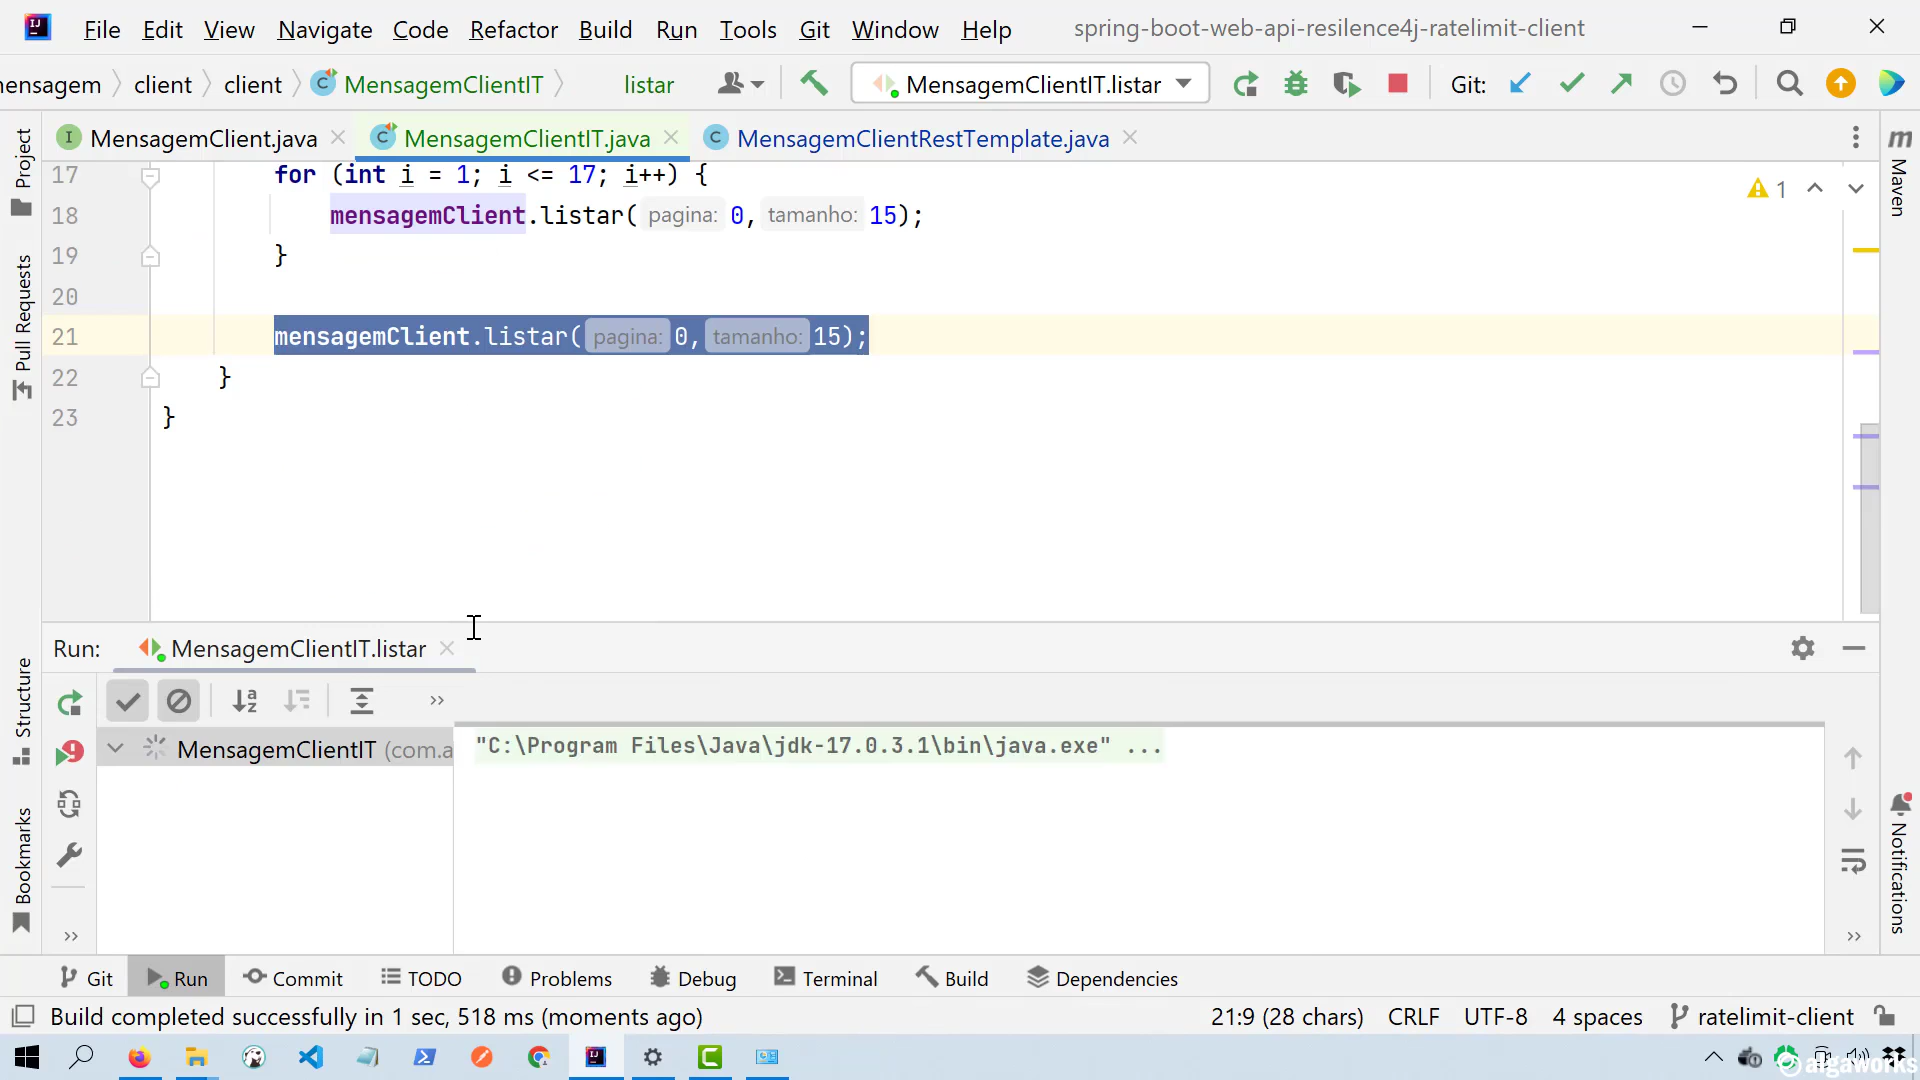 File Edit View Navigate Code Refactor Build Run Tools Git Window Help spring-boot-web-api-resilence4j-ratelimit-client
mensagem client client MensagemClientIT listar MensagemClientIT.listar Git:
MensagemClient.java MensagemClientIT.java MensagemClientRestTemplate.java
17 for (int i = 1; i <= 17; i++) {
1
18 mensagemClient.listar( pagina: 0, tamanho: 15);
19 }
20
21 mensagemClient.listar( pagina: 0, tamanho: 15);
22 }
23 }
Project
Pull Requests
Structure
Bookmarks
m Maven
Notifications
Run: MensagemClientIT.listar
MensagemClientIT (com.a
"C:\Program Files\Java\jdk-17.0.3.1\bin\java.exe" ...
Git Run Commit TODO Problems Debug Terminal Build Dependencies
Build completed successfully in 1 sec, 518 ms (moments ago) 21:9 (28 chars) CRLF UTF-8 4 spaces ratelimit-client
algaworks